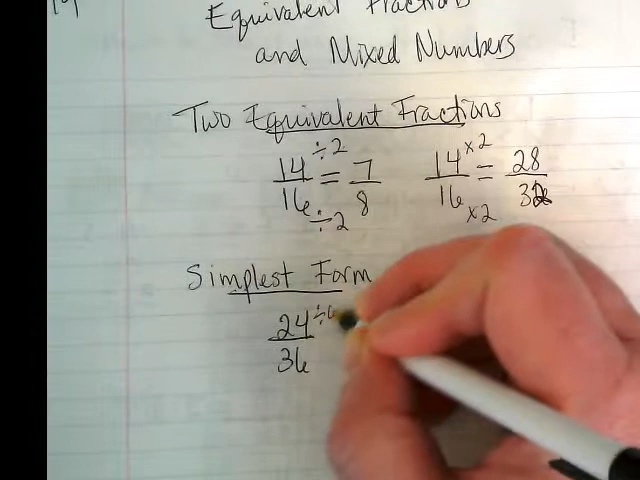 Equivalent Fractions
and Mixed Numbers
Two Equivalent Fractions
14/16 ÷2/÷2 = 7/8 14/16 ×2/×2 = 28/32
Simplest Form
24/36 ÷